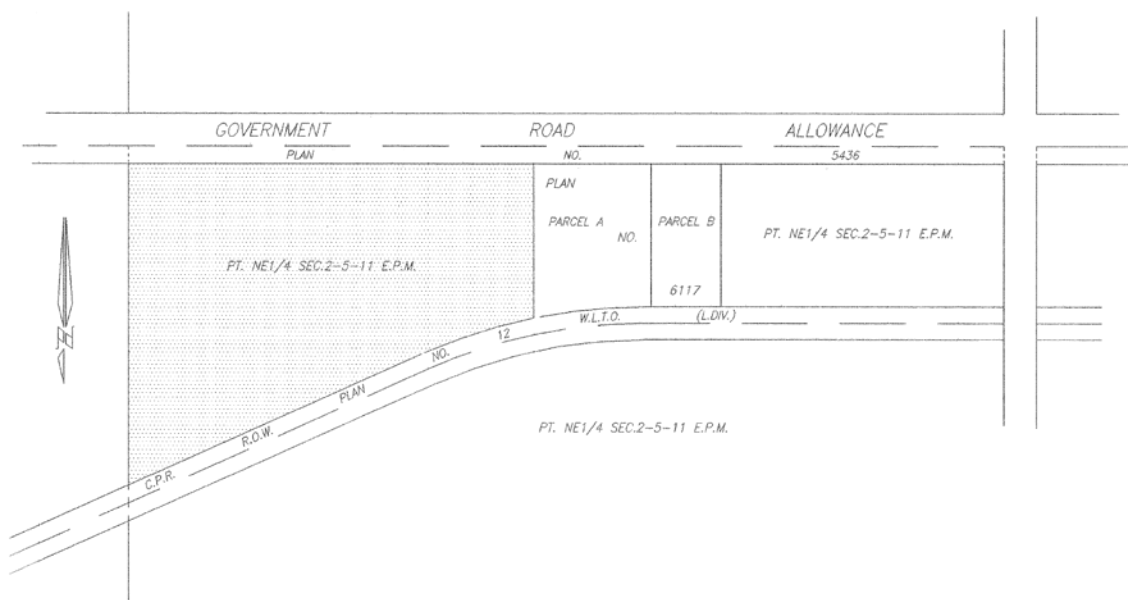 GOVERNMENT ROAD ALLOWANCE
PLAN NO. 5436
PLAN
PARCEL A
NO.
PARCEL B
6117
PT. NE1/4 SEC.2-5-11 E.P.M.
PT. NE1/4 SEC.2-5-11 E.P.M.
N
C.P.R. R.O.W. PLAN NO. 12 W.L.T.O. (L.DIV.)
PT. NE1/4 SEC.2-5-11 E.P.M.